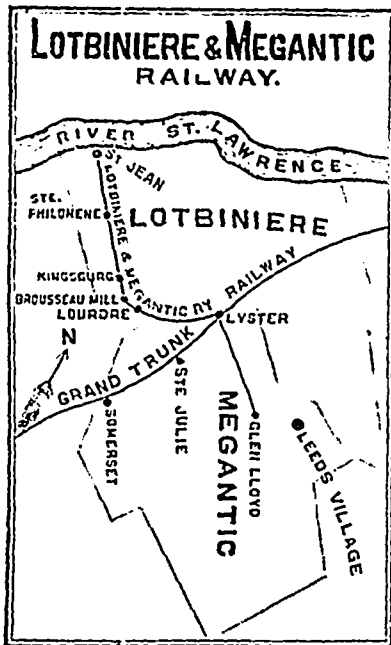 LOTBINIERE & MEGANTIC
RAILWAY.
RIVER ST. LAWRENCE
ST JEAN
STE.
PHILOMENE
LOTBINIERE
LOTBINIERE & MEGANTIC RY
KINGSBURG
BROUSSEAU MILL
LOURDRE
LYSTER
N
GRAND TRUNK RAILWAY
STE JULIE
SOMERSET
MEGANTIC
GLEN LLOYD
LEEDS VILLAGE